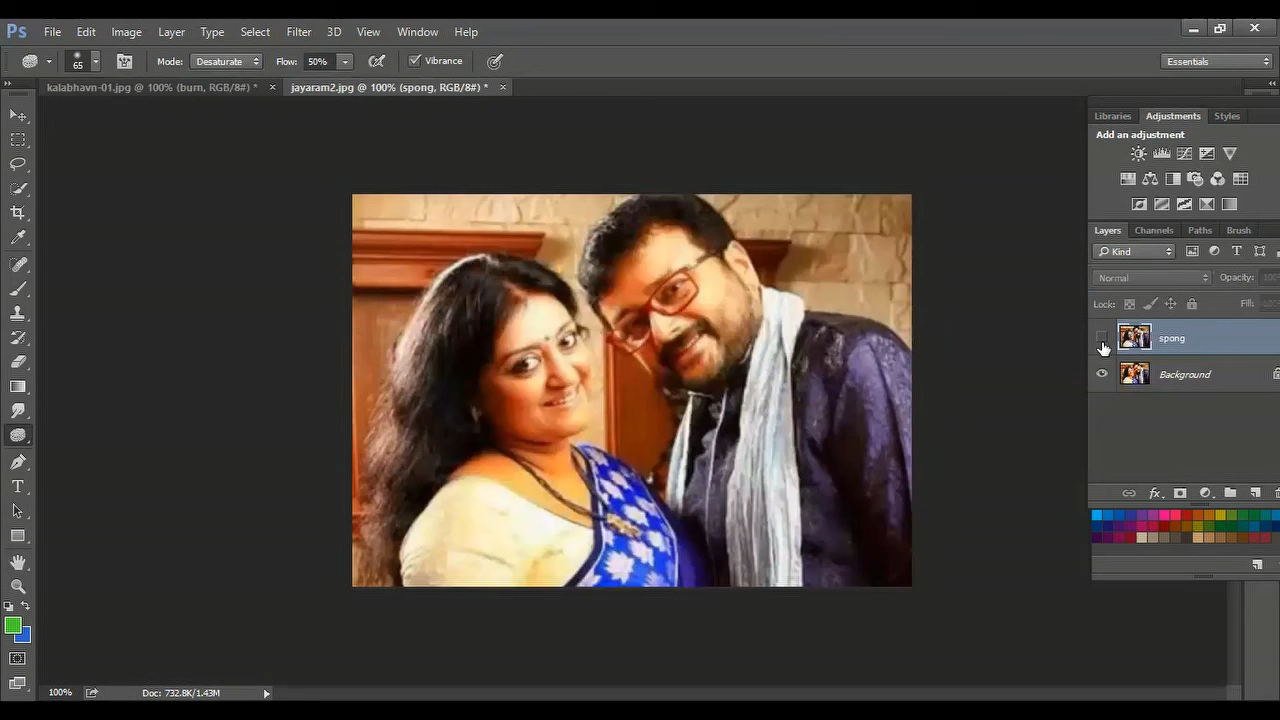 Ps File Edit Image Layer Type Select Filter 3D View Window Help
65 Mode: Desaturate Flow: 50% Vibrance Essentials
kalabhavn-01.jpg @ 100% (burn, RGB/8#) * × jayaram2.jpg @ 100% (spong, RGB/8#) * ×
Libraries Adjustments Styles
Add an adjustment
Layers Channels Paths Brush
Kind
Normal Opacity:
Lock: Fill:
spong
Background
100% Doc: 732.8K/1.43M